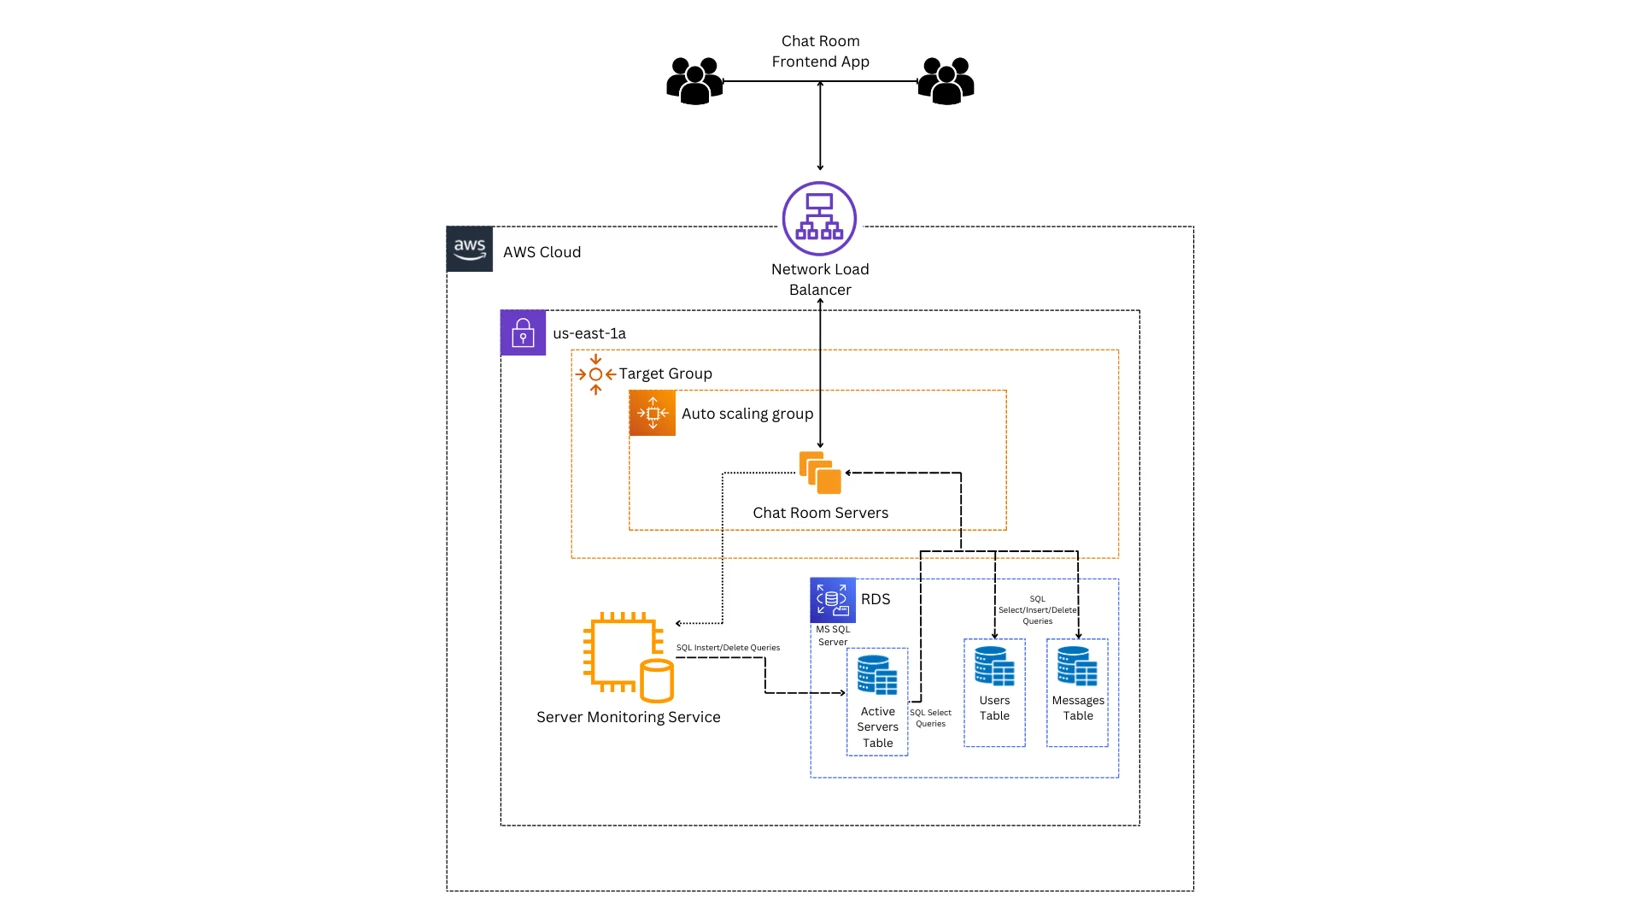 Chat Room
Frontend App
aws
AWS Cloud
Network Load
Balancer
us-east-1a
Target Group
Auto scaling group
Chat Room Servers
RDS
MS SQL
Server
SQL
Select/Insert/Delete
Queries
SQL Instert/Delete Queries
Server Monitoring Service
Active
Servers
Table
SQL Select
Queries
Users
Table
Messages
Table